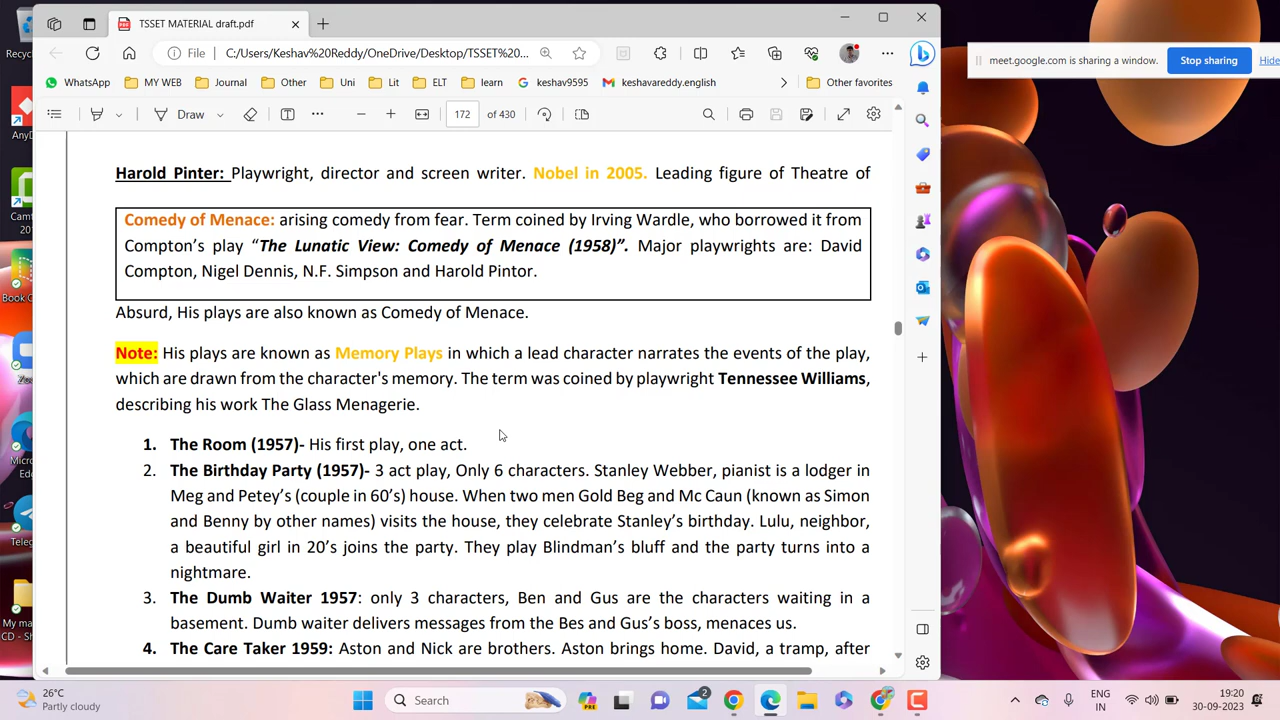 Recyc
TSSET MATERIAL draft.pdf
File C:/Users/Keshav%20Reddy/OneDrive/Desktop/TSSET%20...
meet.google.com is sharing a window. Stop sharing Hide
WhatsApp MY WEB Journal Other Uni Lit ELT learn keshav9595 keshavareddy.english Other favorites
Draw 172 of 430
AnyD
Harold Pinter: Playwright, director and screen writer. Nobel in 2005. Leading figure of Theatre of
Comedy of Menace: arising comedy from fear. Term coined by Irving Wardle, who borrowed it from
Compton's play “The Lunatic View: Comedy of Menace (1958)”. Major playwrights are: David
Compton, Nigel Dennis, N.F. Simpson and Harold Pintor.
Absurd, His plays are also known as Comedy of Menace.
Note: His plays are known as Memory Plays in which a lead character narrates the events of the play,
which are drawn from the character's memory. The term was coined by playwright Tennessee Williams,
describing his work The Glass Menagerie.
1. The Room (1957)- His first play, one act.
2. The Birthday Party (1957)- 3 act play, Only 6 characters. Stanley Webber, pianist is a lodger in
Meg and Petey's (couple in 60's) house. When two men Gold Beg and Mc Caun (known as Simon
and Benny by other names) visits the house, they celebrate Stanley's birthday. Lulu, neighbor,
a beautiful girl in 20's joins the party. They play Blindman's bluff and the party turns into a
nightmare.
3. The Dumb Waiter 1957: only 3 characters, Ben and Gus are the characters waiting in a
basement. Dumb waiter delivers messages from the Bes and Gus's boss, menaces us.
4. The Care Taker 1959: Aston and Nick are brothers. Aston brings home. David, a tramp, after
26°C
Partly cloudy
Search
2
ENG
IN
19:20
30-09-2023